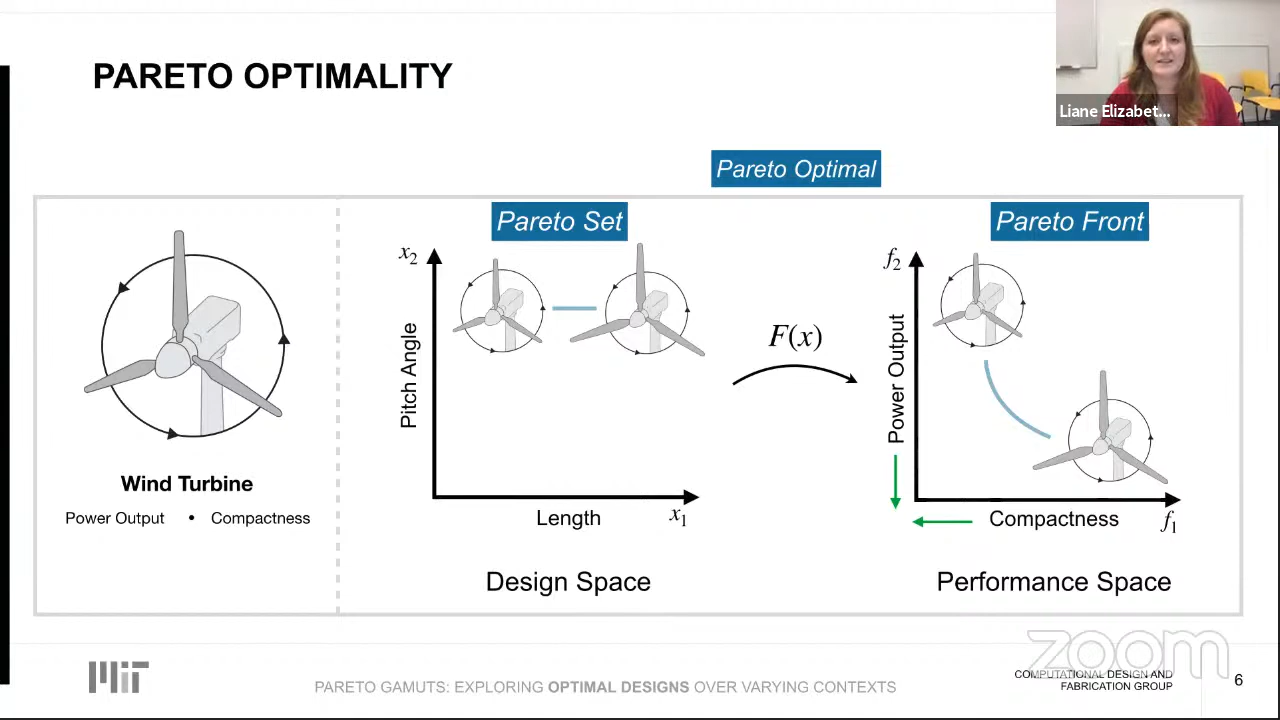 PARETO OPTIMALITY
Liane Elizabet...
Pareto Optimal
Pareto Set
Pareto Front
x2
f2
Pitch Angle
F(x)
Power Output
Wind Turbine
Power Output • Compactness
Length
x1
Compactness
f1
Design Space
Performance Space
zoom
MIT
PARETO GAMUTS: EXPLORING OPTIMAL DESIGNS OVER VARYING CONTEXTS
COMPUTATIONAL DESIGN AND
FABRICATION GROUP
6